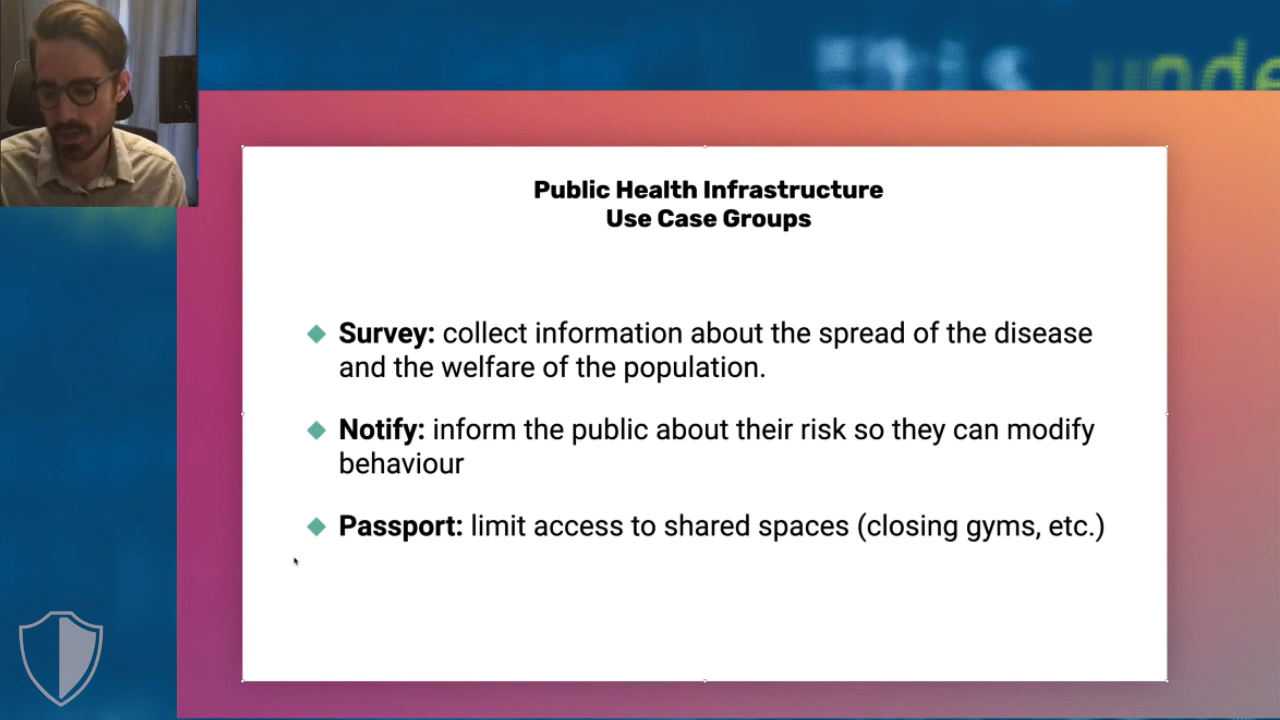 Public Health Infrastructure
Use Case Groups
Survey: collect information about the spread of the disease
and the welfare of the population.
Notify: inform the public about their risk so they can modify
behaviour
Passport: limit access to shared spaces (closing gyms, etc.)